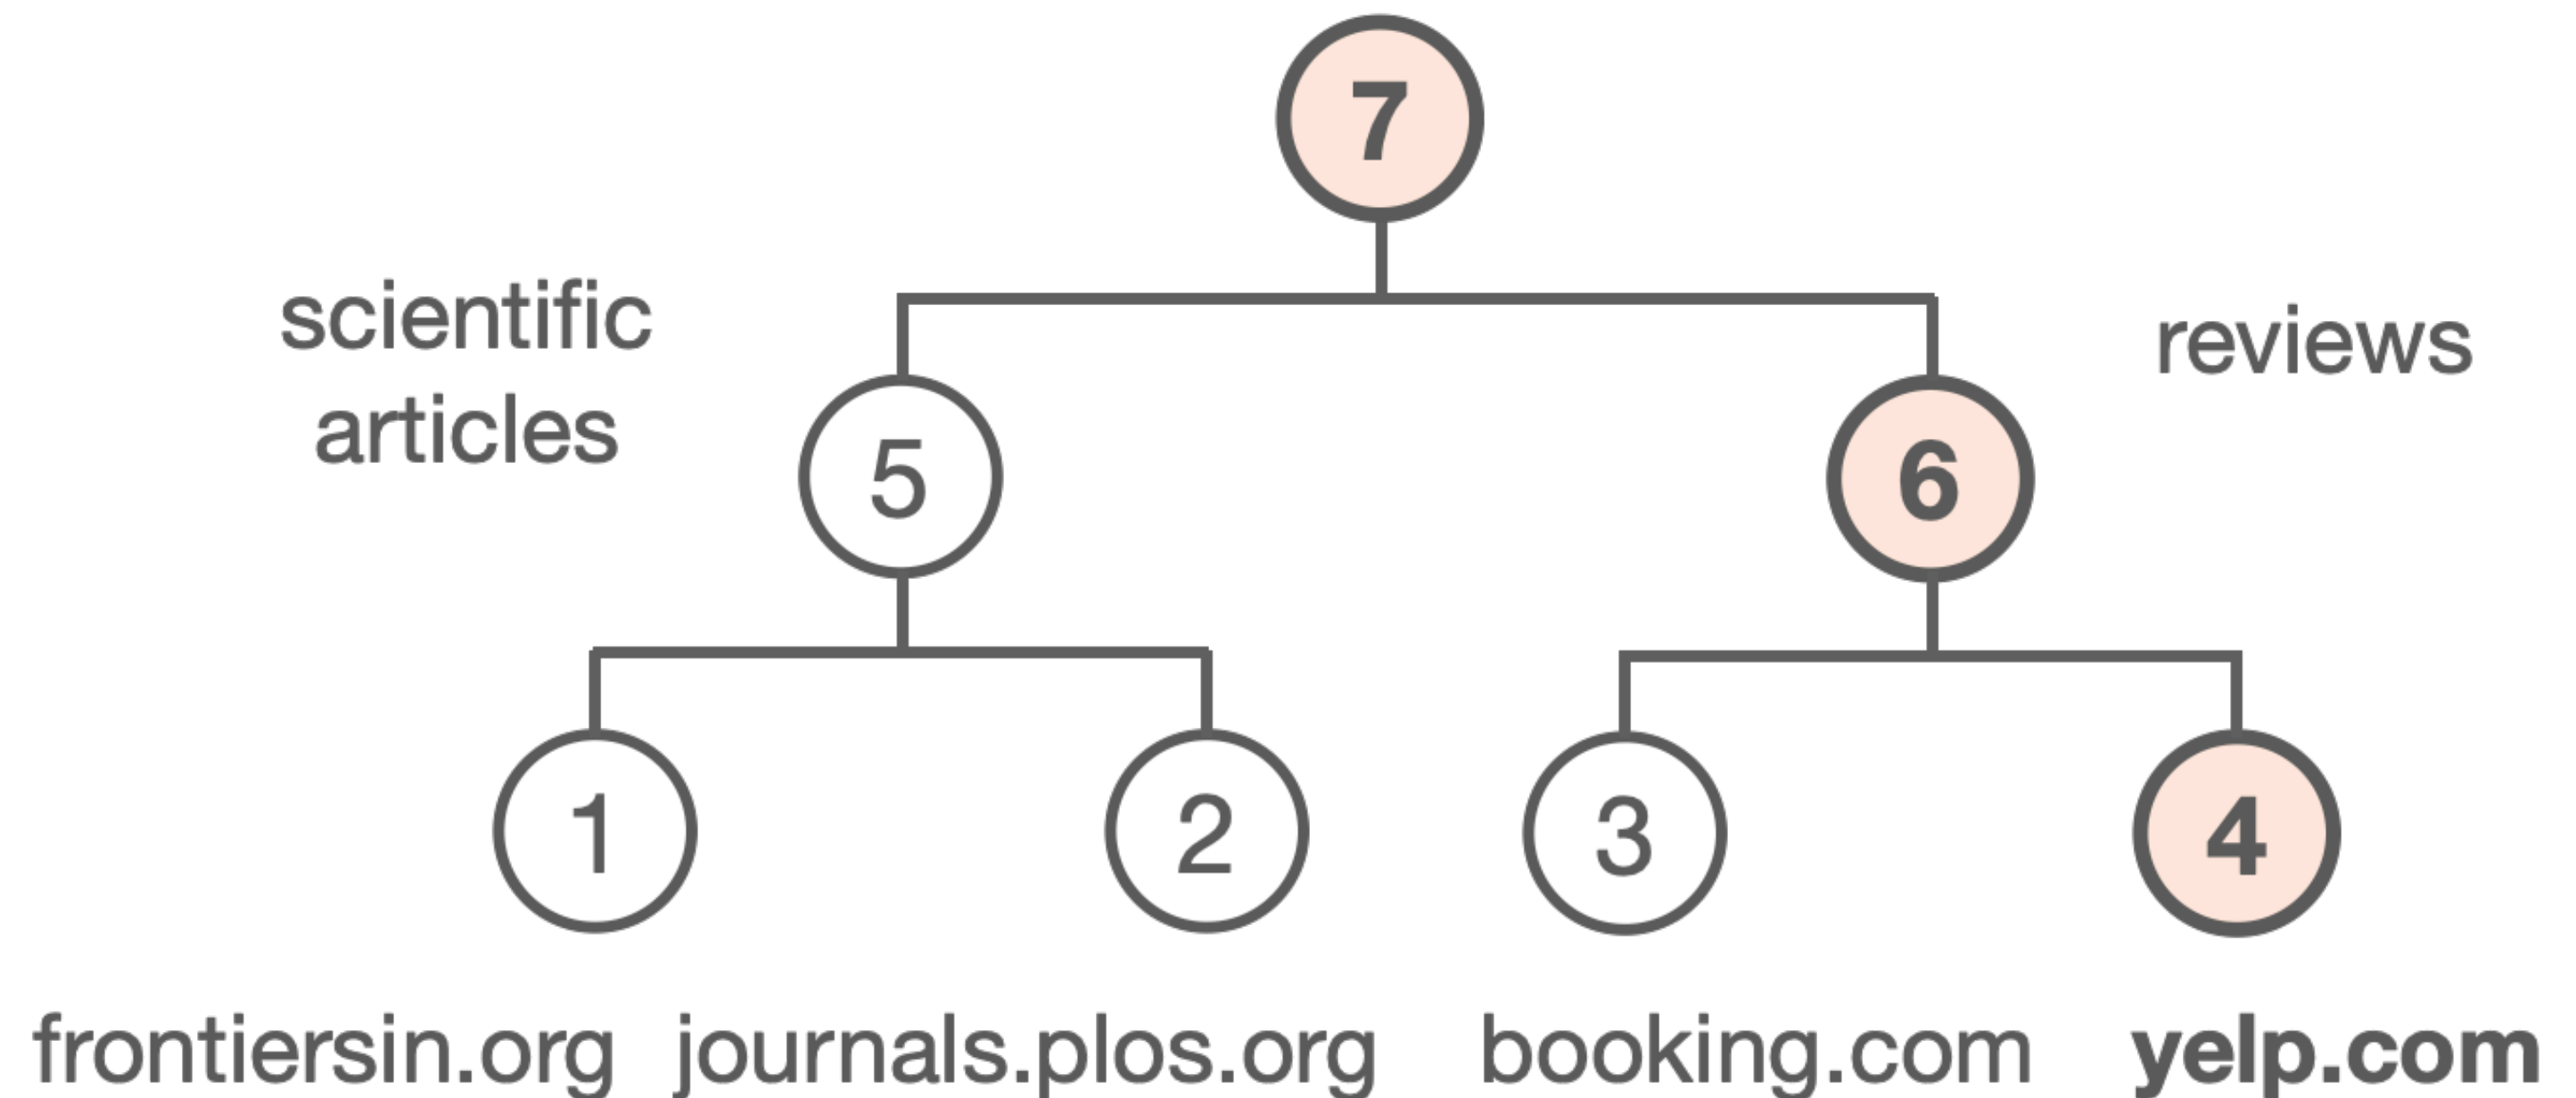 7
scientific
articles
reviews
5
6
1
2
3
4
frontiersin.org
journals.plos.org
booking.com
yelp.com